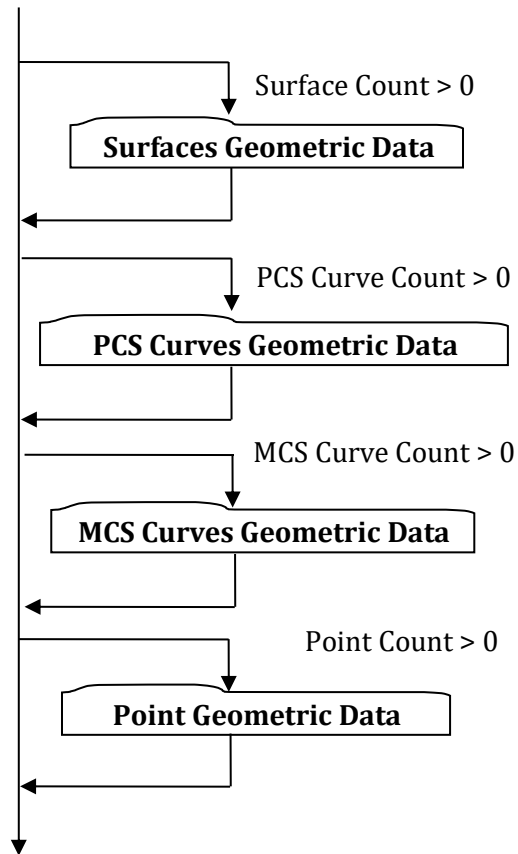 Surface Count > 0
Surfaces Geometric Data
PCS Curve Count > 0
PCS Curves Geometric Data
MCS Curve Count > 0
MCS Curves Geometric Data
Point Count > 0
Point Geometric Data